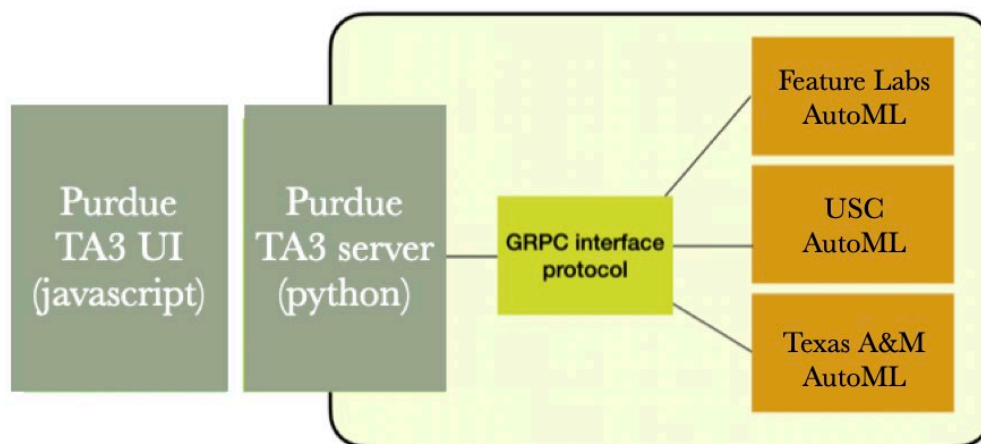 Purdue
TA3 UI
(javascript)
Purdue
TA3 server
(python)
GRPC interface
protocol
Feature Labs
AutoML
USC
AutoML
Texas A&M
AutoML